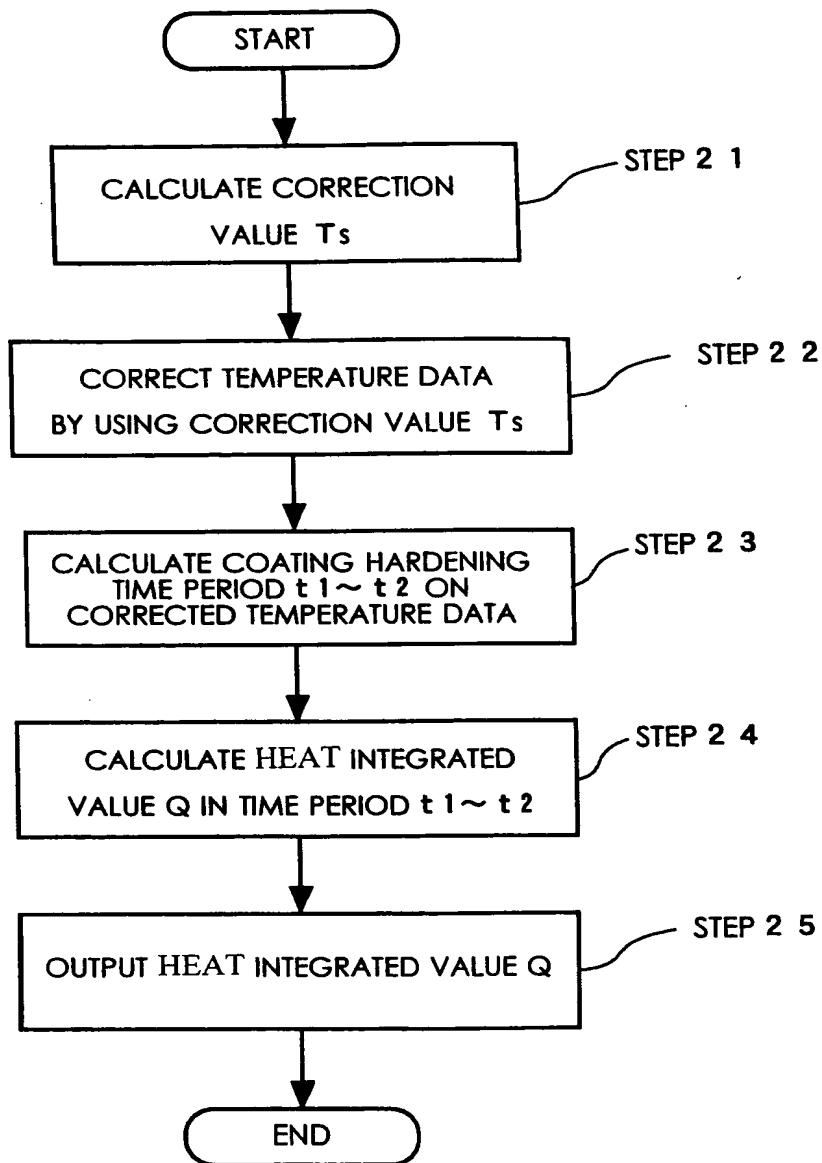 START
STEP 2 1
CALCULATE CORRECTION
VALUE Ts
STEP 2 2
CORRECT TEMPERATURE DATA
BY USING CORRECTION VALUE Ts
STEP 2 3
CALCULATE COATING HARDENING
TIME PERIOD t 1～ t 2 ON
CORRECTED TEMPERATURE DATA
STEP 2 4
CALCULATE HEAT INTEGRATED
VALUE Q IN TIME PERIOD t 1～ t 2
STEP 2 5
OUTPUT HEAT INTEGRATED VALUE Q
END